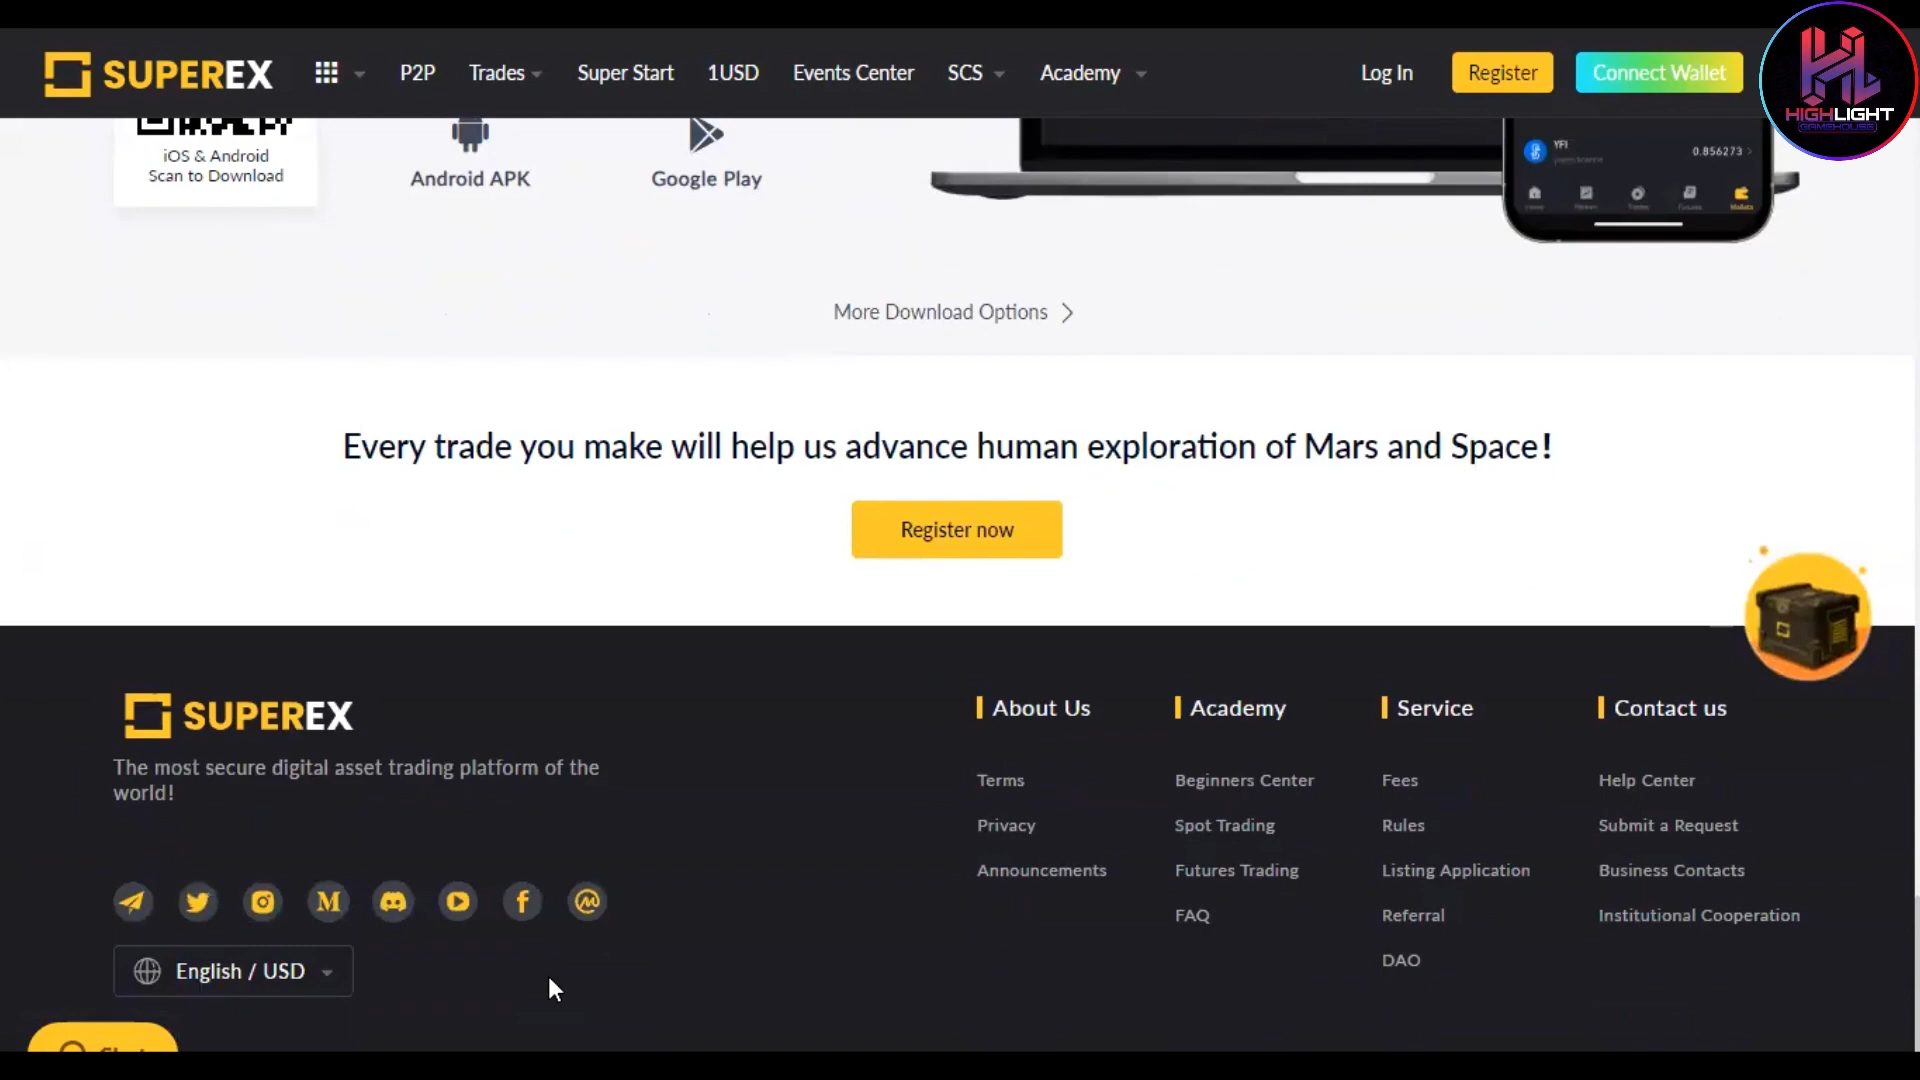 SUPEREX
P2P
Trades
Super Start
1USD
Events Center
SCS
Academy
Log In
Register
Connect Wallet
HIGHLIGHT
GAMEHOUSE
iOS & Android
Scan to Download
Android APK
Google Play
YFI
0.856273
Wallets
More Download Options
Every trade you make will help us advance human exploration of Mars and Space!
Register now
SUPEREX
The most secure digital asset trading platform of the
world!
English / USD
About Us
Terms
Privacy
Announcements
Academy
Beginners Center
Spot Trading
Futures Trading
FAQ
Service
Fees
Rules
Listing Application
Referral
DAO
Contact us
Help Center
Submit a Request
Business Contacts
Institutional Cooperation